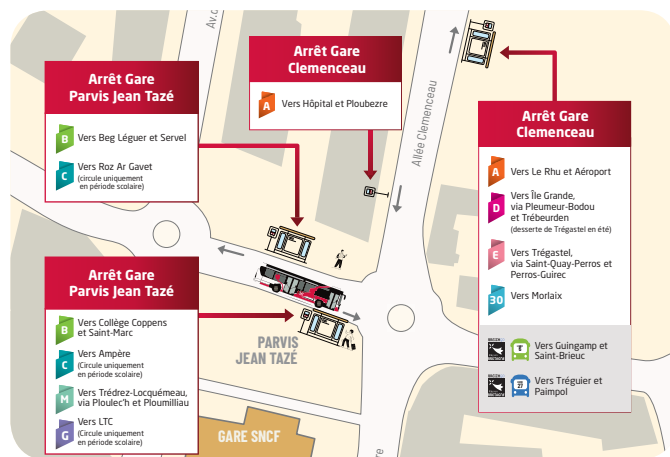 Av.
Arrêt Gare
Parvis Jean Tazé
B
Vers Beg Léguer et Servel
C
Vers Roz Ar Gavet
(circule uniquement
en période scolaire)
Arrêt Gare
Clemenceau
A
Vers Hôpital et Ploubezre
Allée Clemenceau
Arrêt Gare
Clemenceau
A
Vers Le Rhu et Aéroport
D
Vers Île Grande,
via Pleumeur-Bodou
et Trébeurden
(desserte de Trégastel en été)
E
Vers Trégastel,
via Saint-Quay-Perros et
Perros-Guirec
30
Vers Morlaix
Vers Guingamp et
Saint-Brieuc
27
Vers Tréguier et
Paimpol
Arrêt Gare
Parvis Jean Tazé
B
Vers Collège Coppens
et Saint-Marc
C
Vers Ampère
(Circule uniquement
en période scolaire)
M
Vers Trédrez-Locquémeau,
via Ploulec'h et Ploumilliau
G
Vers LTC
(Circule uniquement
en période scolaire)
PARVIS
JEAN TAZÉ
GARE SNCF